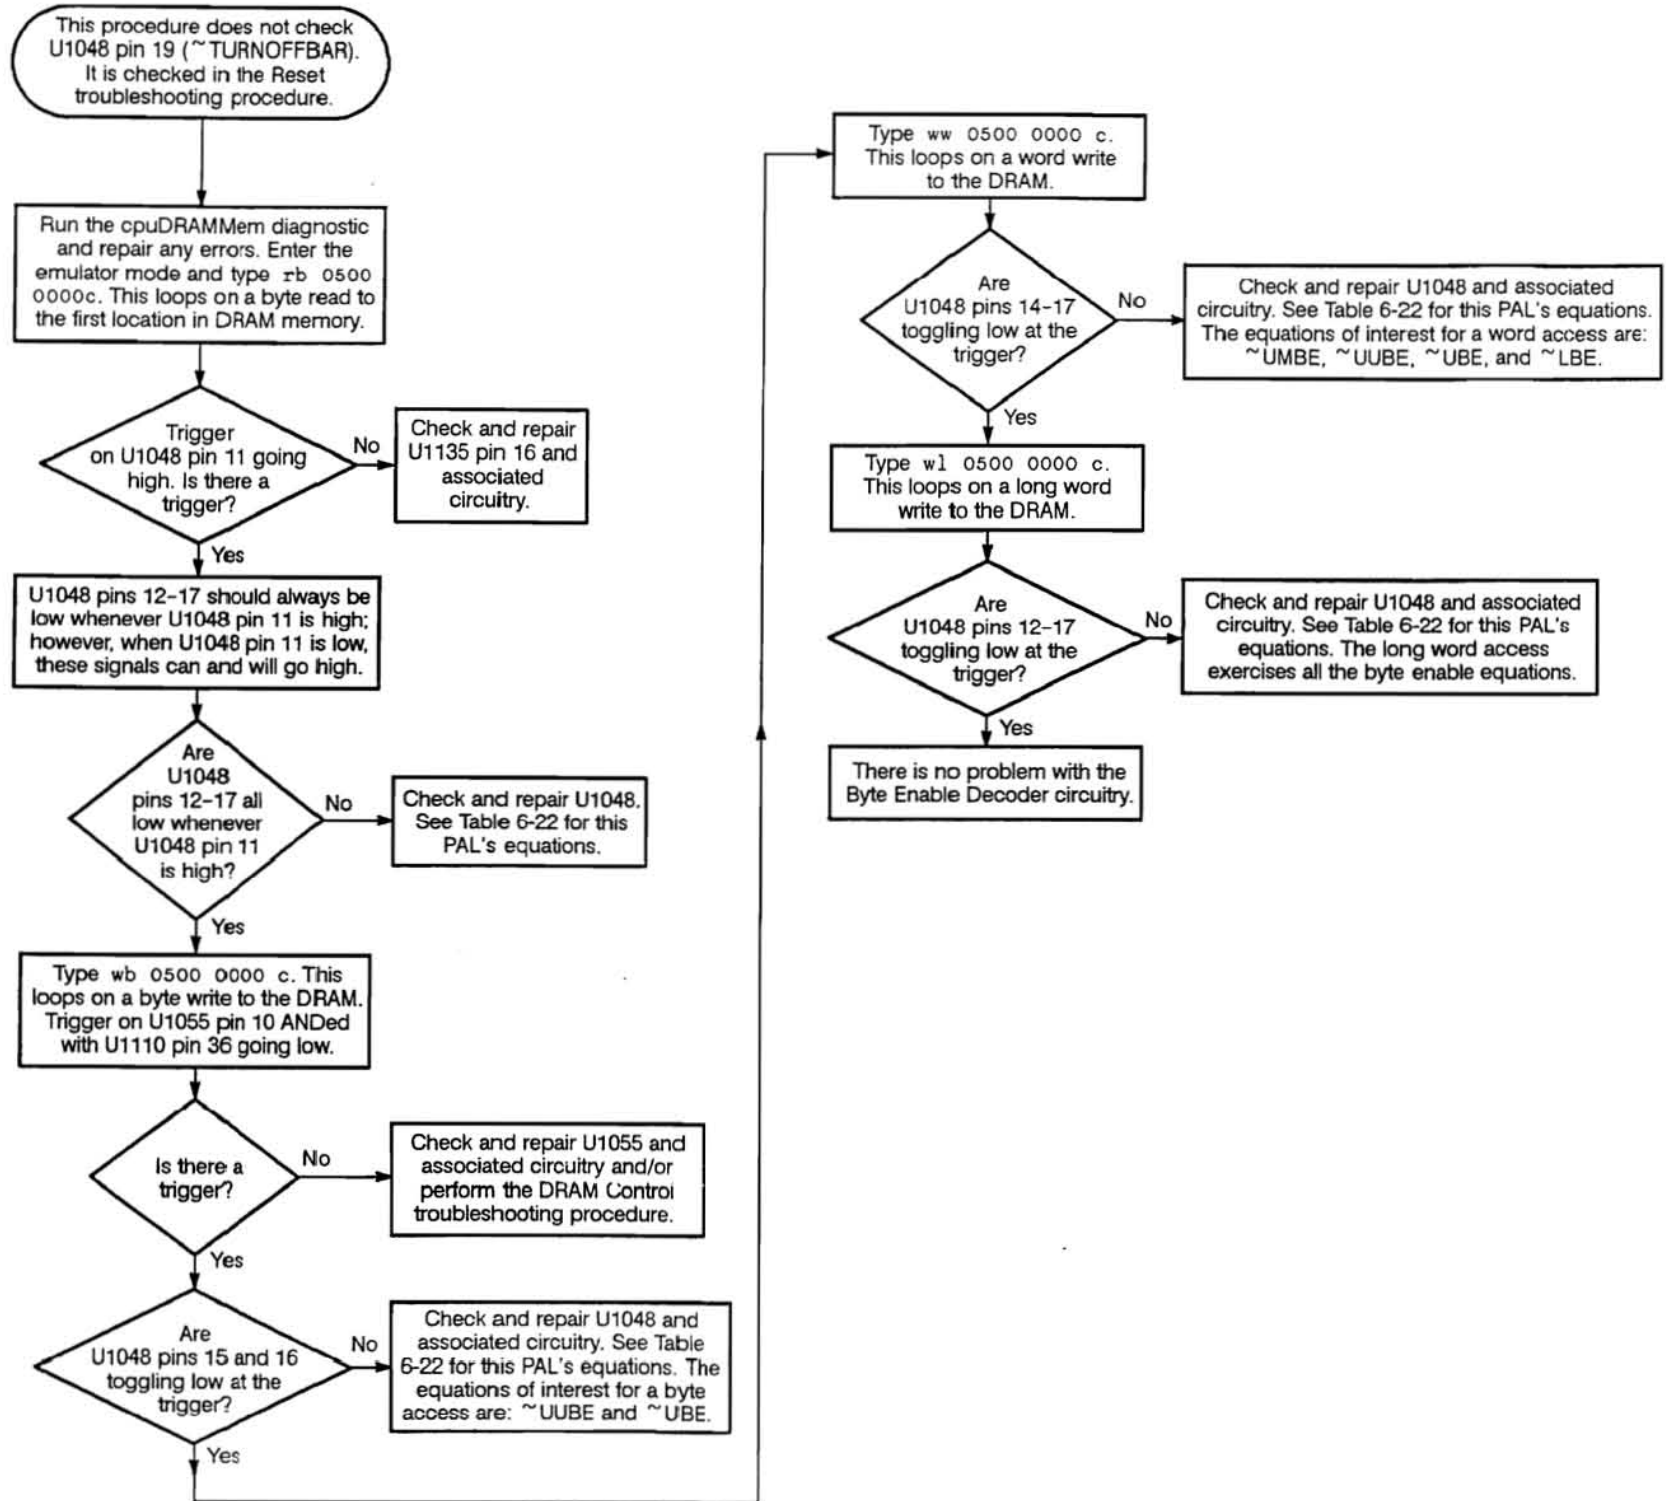 This procedure does not check
U1048 pin 19 (~TURNOFFBAR).
It is checked in the Reset
troubleshooting procedure.
Run the cpuDRAMMem diagnostic
and repair any errors. Enter the
emulator mode and type rb 0500
0000c. This loops on a byte read to
the first location in DRAM memory.
Trigger
on U1048 pin 11 going
high. Is there a
trigger?
No
Check and repair
U1135 pin 16 and
associated
circuitry.
Yes
U1048 pins 12-17 should always be
low whenever U1048 pin 11 is high;
however, when U1048 pin 11 is low,
these signals can and will go high.
Are
U1048
pins 12-17 all
low whenever
U1048 pin 11
is high?
No
Check and repair U1048.
See Table 6-22 for this
PAL's equations.
Yes
Type wb 0500 0000 c. This
loops on a byte write to the DRAM.
Trigger on U1055 pin 10 ANDed
with U1110 pin 36 going low.
Is there a
trigger?
No
Check and repair U1055 and
associated circuitry and/or
perform the DRAM Control
troubleshooting procedure.
Yes
Are
U1048 pins 15 and 16
toggling low at the
trigger?
No
Check and repair U1048 and
associated circuitry. See Table
6-22 for this PAL's equations. The
equations of interest for a byte
access are: ~UUBE and ~UBE.
Yes
Type ww 0500 0000 c.
This loops on a word write
to the DRAM.
Are
U1048 pins 14-17
toggling low at the
trigger?
No
Check and repair U1048 and associated
circuitry. See Table 6-22 for this PAL's equations.
The equations of interest for a word access are:
~UMBE, ~UUBE, ~UBE, and ~LBE.
Yes
Type wl 0500 0000 c.
This loops on a long word
write to the DRAM.
Are
U1048 pins 12-17
toggling low at the
trigger?
No
Check and repair U1048 and associated
circuitry. See Table 6-22 for this PAL's
equations. The long word access
exercises all the byte enable equations.
Yes
There is no problem with the
Byte Enable Decoder circuitry.